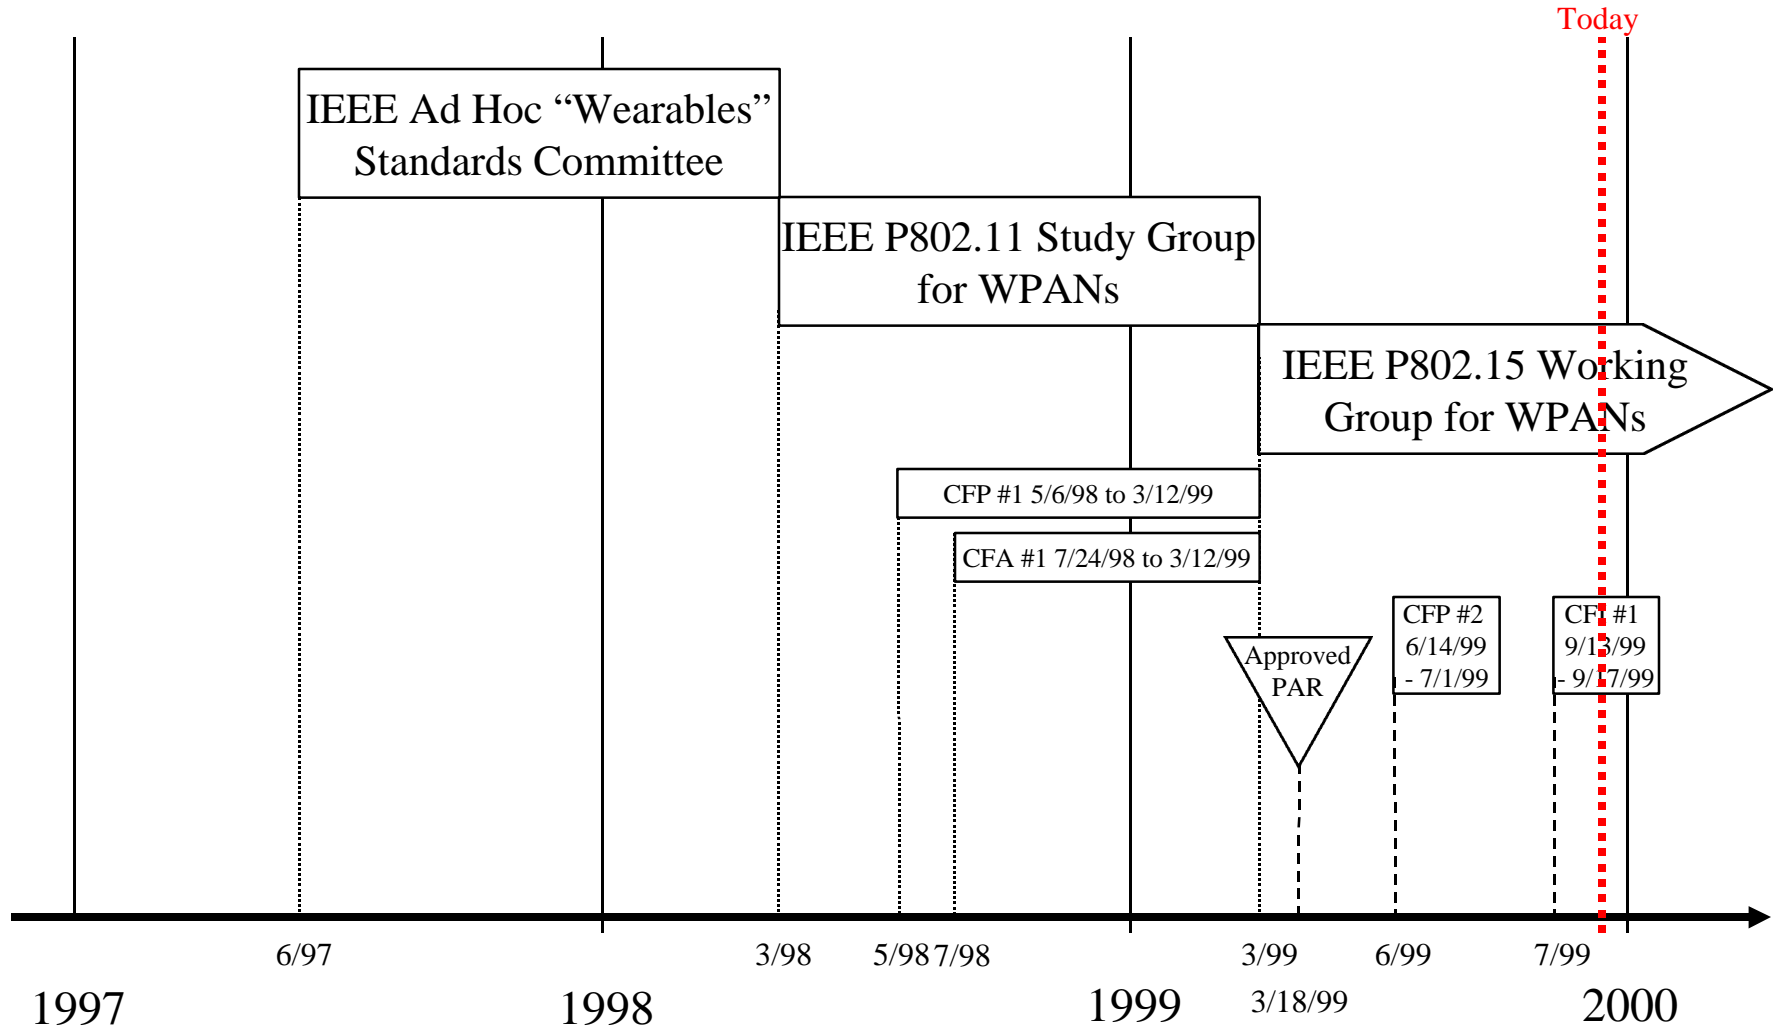 Today
IEEE Ad Hoc “Wearables”
Standards Committee
IEEE P802.11 Study Group
for WPANs
IEEE P802.15 Working
Group for WPANs
CFP #1 5/6/98 to 3/12/99
CFA #1 7/24/98 to 3/12/99
CFP #2
6/14/99
- 7/1/99
CFI #1
9/13/99
- 9/17/99
Approved
PAR
6/97
3/98
5/98
7/98
3/99
6/99
7/99
1997
1998
1999
3/18/99
2000